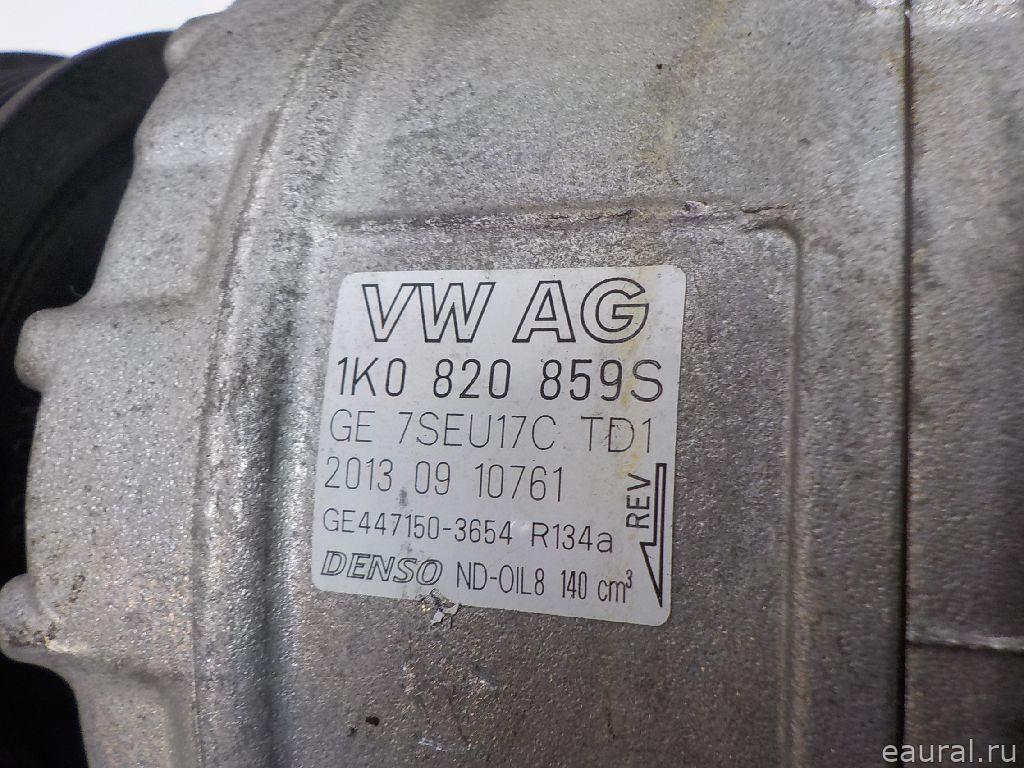 VW AG
1K0 820 859S
GE 7SEU17C TD1
2013 09 10761
GE447150-3654 R134a
DENSO ND-OIL8 140 cm³
REV
eaural.ru